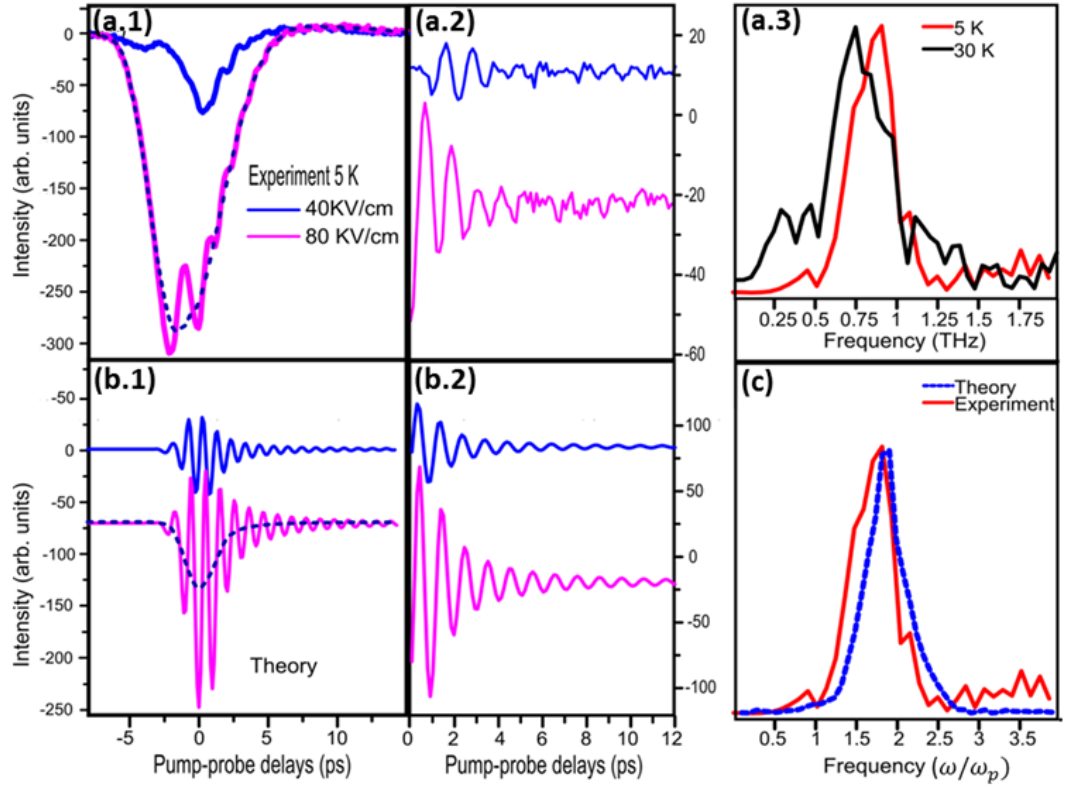 (a.1)
0
-50
-100
-150
-200
-250
-300
Intensity (arb. units)
Experiment 5 K
40KV/cm
80 KV/cm
(a.2)
20
0
-20
-40
-60
(a.3)
5 K
30 K
0.25
0.5
0.75
1
1.25
1.5
1.75
Frequency (THz)
(b.1)
-50
0
-50
-100
-150
-200
-250
Intensity (arb. units)
Theory
-5
0
5
10
Pump-probe delays (ps)
(b.2)
100
50
0
-50
-100
0
2
4
6
8
10
12
Pump-probe delays (ps)
(c)
Theory
Experiment
0.5
1
1.5
2
2.5
3
3.5
Frequency (ω/ωₚ)